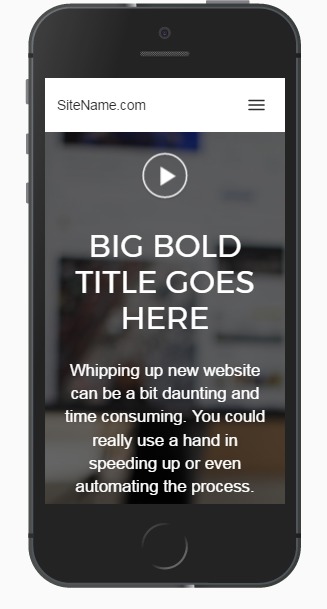 SiteName.com
BIG BOLD
TITLE GOES
HERE
Whipping up new website
can be a bit daunting and
time consuming. You could
really use a hand in
speeding up or even
automating the process.